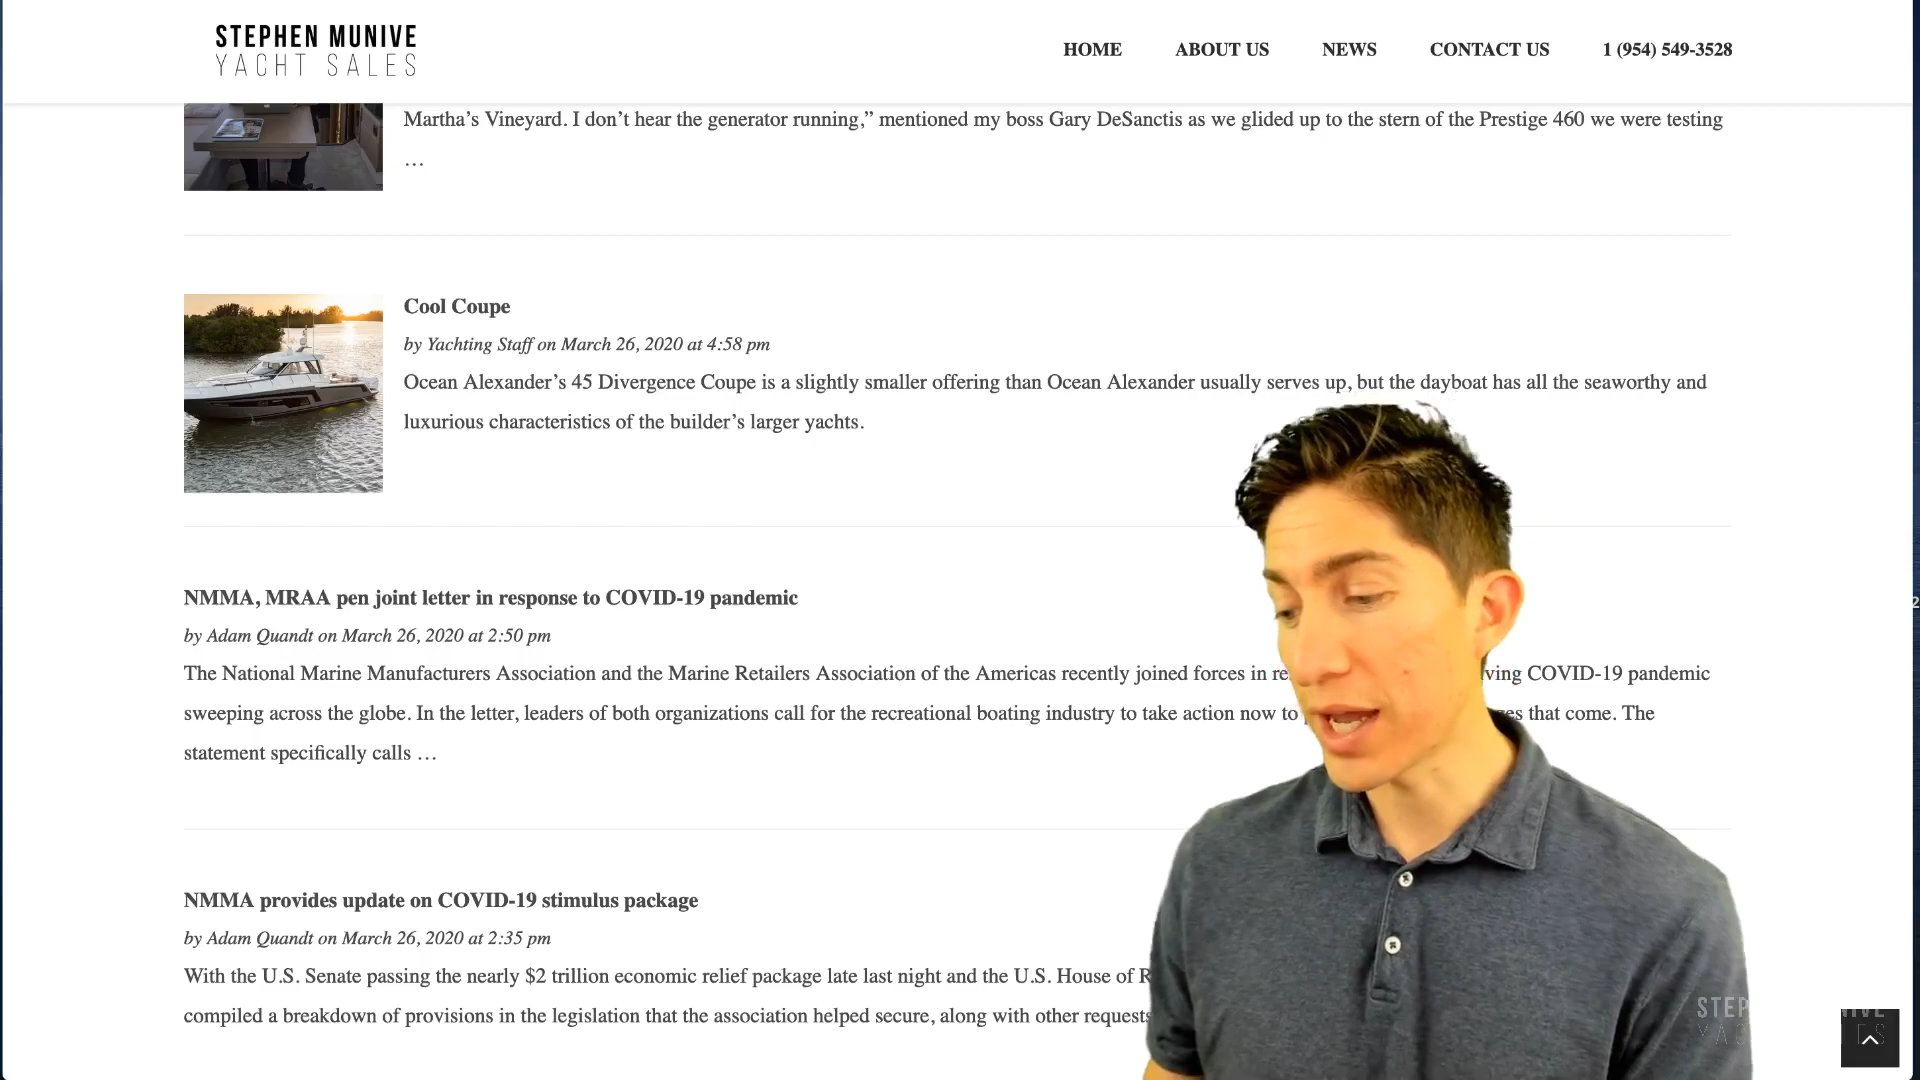 STEPHEN MUNIVE
YACHT SALES
HOME ABOUT US NEWS CONTACT US 1 (954) 549-3528
Martha’s Vineyard. I don’t hear the generator running,” mentioned my boss Gary DeSanctis as we glided up to the stern of the Prestige 460 we were testing
…
Cool Coupe
by Yachting Staff on March 26, 2020 at 4:58 pm
Ocean Alexander’s 45 Divergence Coupe is a slightly smaller offering than Ocean Alexander usually serves up, but the dayboat has all the seaworthy and
luxurious characteristics of the builder’s larger yachts.
NMMA, MRAA pen joint letter in response to COVID-19 pandemic
by Adam Quandt on March 26, 2020 at 2:50 pm
The National Marine Manufacturers Association and the Marine Retailers Association of the Americas recently joined forces in COVID-19 pandemic
sweeping across the globe. In the letter, leaders of both organizations call for the recreational boating industry to take action now to that come. The
statement specifically calls …
NMMA provides update on COVID-19 stimulus package
by Adam Quandt on March 26, 2020 at 2:35 pm
With the U.S. Senate passing the nearly $2 trillion economic relief package late last night and the U.S. House of
compiled a breakdown of provisions in the legislation that the association helped secure, along with other requests